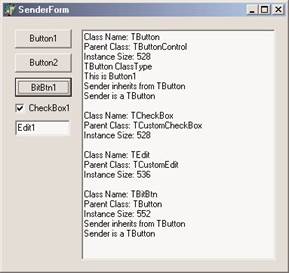 SenderForm
Button1
Button2
BitBtn1
CheckBox1
Edit1
Class Name: TButton
Parent Class: TButtonControl
Instance Size: 528
TButton ClassType
This is Button1
Sender inherits from TButton
Sender is a TButton
Class Name: TCheckBox
Parent Class: TCustomCheckBox
Instance Size: 528
Class Name: TEdit
Parent Class: TCustomEdit
Instance Size: 536
Class Name: TBitBtn
Parent Class: TButton
Instance Size: 552
Sender inherits from TButton
Sender is a TButton